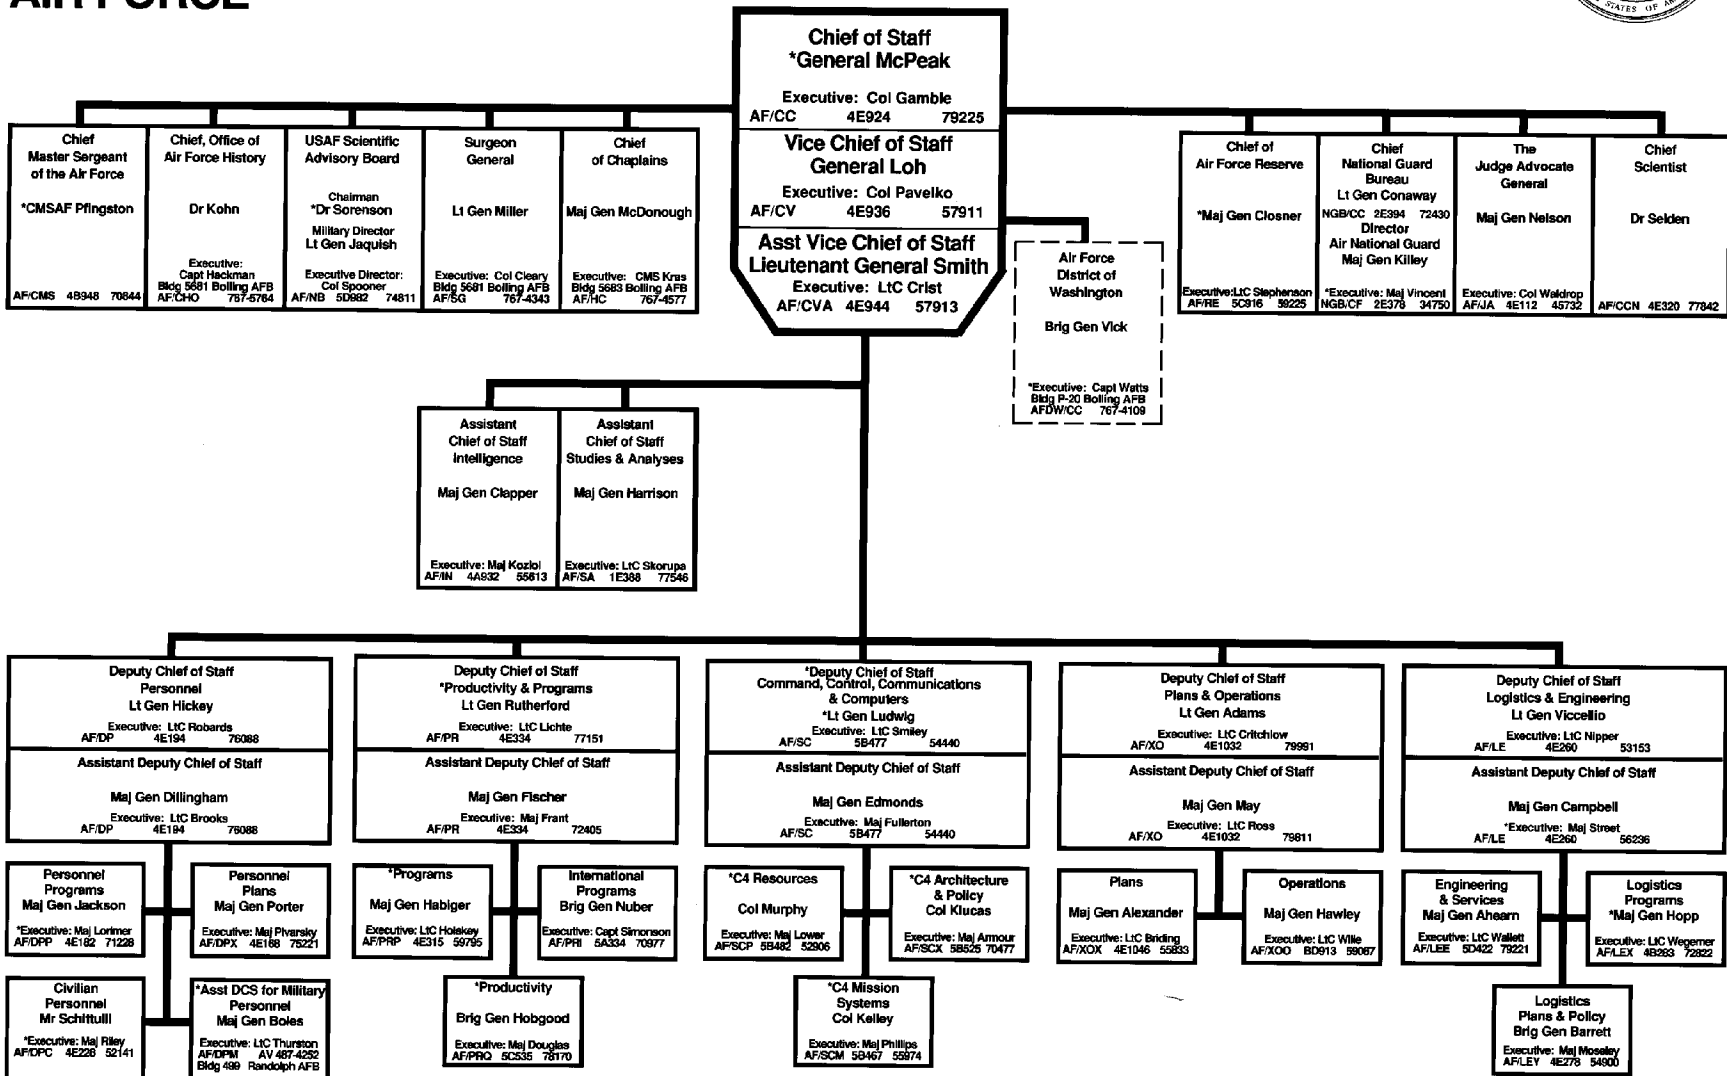 AIR FORCE
STATES OF
Chief of Staff
*General McPeak
Executive: Col Gamble
AF/CC 4E924 79225
Vice Chief of Staff
General Loh
Executive: Col Pavelko
AF/CV 4E936 57911
Asst Vice Chief of Staff
Lieutenant General Smith
Executive: LtC Crist
AF/CVA 4E944 57913
Chief
Master Sergeant
of the Air Force
*CMSAF Pfingston
AF/CMS 4B948 70844
Chief, Office of
Air Force History
Dr Kohn
Executive:
Capt Heckman
Bldg 5681 Bolling AFB
AF/CHO 767-5764
USAF Scientific
Advisory Board
Chairman
*Dr Sorenson
Military Director
Lt Gen Jaquish
Executive Director:
Col Spooner
AF/NB 5D982 74811
Surgeon
General
Lt Gen Miller
Executive: Col Cleary
Bldg 5681 Bolling AFB
AF/SG 767-4343
Chief
of Chaplains
Maj Gen McDonough
Executive: CMS Kras
Bldg 5683 Bolling AFB
AF/HC 767-4577
Air Force
District of
Washington
Brig Gen Vick
*Executive: Capt Watts
Bldg P-20 Bolling AFB
AFDW/CC 767-4109
Chief of
Air Force Reserve
*Maj Gen Closner
Executive:LtC Stephenson
AF/RE 5C916 59225
Chief
National Guard
Bureau
Lt Gen Conaway
NGB/CC 2E394 72430
Director
Air National Guard
Maj Gen Killey
*Executive: Maj Vincent
NGB/CF 2E378 34750
The
Judge Advocate
General
Maj Gen Nelson
Executive: Col Waldrop
AF/JA 4E112 45732
Chief
Scientist
Dr Selden
AF/CCN 4E320 77842
Assistant
Chief of Staff
Intelligence
Maj Gen Clapper
Executive: Maj Koziol
AF/IN 4A932 55613
Assistant
Chief of Staff
Studies & Analyses
Maj Gen Harrison
Executive: LtC Skorupa
AF/SA 1E388 77546
Deputy Chief of Staff
Personnel
Lt Gen Hickey
Executive: LtC Robards
AF/DP 4E194 76088
Assistant Deputy Chief of Staff
Maj Gen Dillingham
Executive: LtC Brooks
AF/DP 4E194 76088
Personnel
Programs
Maj Gen Jackson
*Executive: Maj Lorimer
AF/DPP 4E182 71228
Personnel
Plans
Maj Gen Porter
Executive: Maj Pivarsky
AF/DPX 4E168 75221
Civilian
Personnel
Mr Schittulli
*Executive: Maj Riley
AF/DPC 4E228 52141
*Asst DCS for Military
Personnel
Maj Gen Boles
Executive: LtC Thurston
AF/DPM AV 487-4252
Bldg 499 Randolph AFB
Deputy Chief of Staff
*Productivity & Programs
Lt Gen Rutherford
Executive: LtC Lichte
AF/PR 4E334 77151
Assistant Deputy Chief of Staff
Maj Gen Fischer
Executive: Maj Frant
AF/PR 4E334 72405
*Programs
Maj Gen Habiger
Executive: LtC Holakey
AF/PRP 4E315 59795
International
Programs
Brig Gen Nuber
Executive: Capt Simonson
AF/PRI 5A334 70977
*Productivity
Brig Gen Hobgood
Executive: Maj Douglas
AF/PRQ 5C535 78170
*Deputy Chief of Staff
Command, Control, Communications
& Computers
*Lt Gen Ludwig
Executive: LtC Smiley
AF/SC 5B477 54440
Assistant Deputy Chief of Staff
Maj Gen Edmonds
Executive: Maj Fullerton
AF/SC 5B477 54440
*C4 Resources
Col Murphy
Executive: Maj Lower
AF/SCP 5B482 52906
*C4 Architecture
& Policy
Col Klucas
Executive: Maj Armour
AF/SCX 5B525 70477
*C4 Mission
Systems
Col Kelley
Executive: Maj Phillips
AF/SCM 5B467 55974
Deputy Chief of Staff
Plans & Operations
Lt Gen Adams
Executive: LtC Critchlow
AF/XO 4E1032 79991
Assistant Deputy Chief of Staff
Maj Gen May
Executive: LtC Ross
AF/XO 4E1032 79811
Plans
Maj Gen Alexander
Executive: LtC Briding
AF/XOX 4E1046 55833
Operations
Maj Gen Hawley
Executive: LtC Wille
AF/XOO BD913 59067
Deputy Chief of Staff
Logistics & Engineering
Lt Gen Viccellio
Executive: LtC Nipper
AF/LE 4E260 53153
Assistant Deputy Chief of Staff
Maj Gen Campbell
*Executive: Maj Street
AF/LE 4E260 56236
Engineering
& Services
Maj Gen Ahearn
Executive: LtC Wallett
AF/LEE 5D422 79221
Logistics
Programs
*Maj Gen Hopp
Executive: LtC Wegerner
AF/LEX 4B283 72822
Logistics
Plans & Policy
Brig Gen Barrett
Executive: Maj Moseley
AF/LEY 4E278 54900